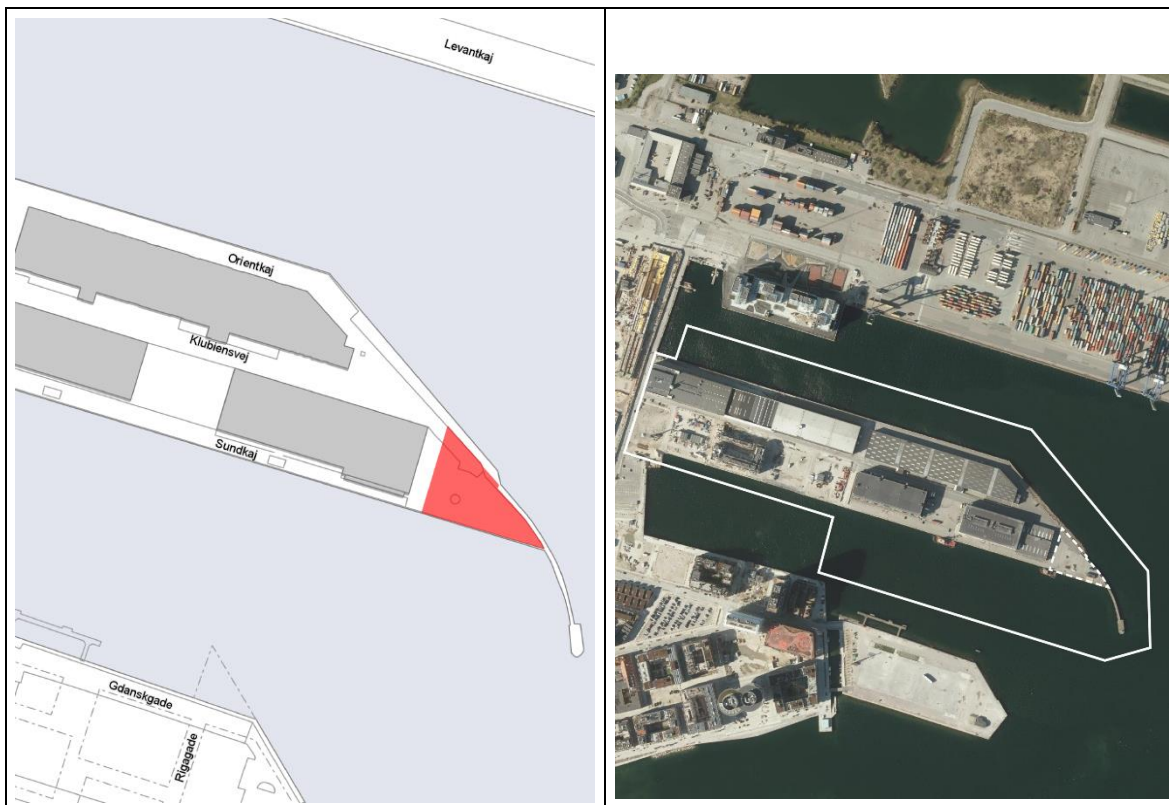 Levantkaj
Orientkaj
Klubiensvej
Sundkaj
Gdanskgade
Rigagade